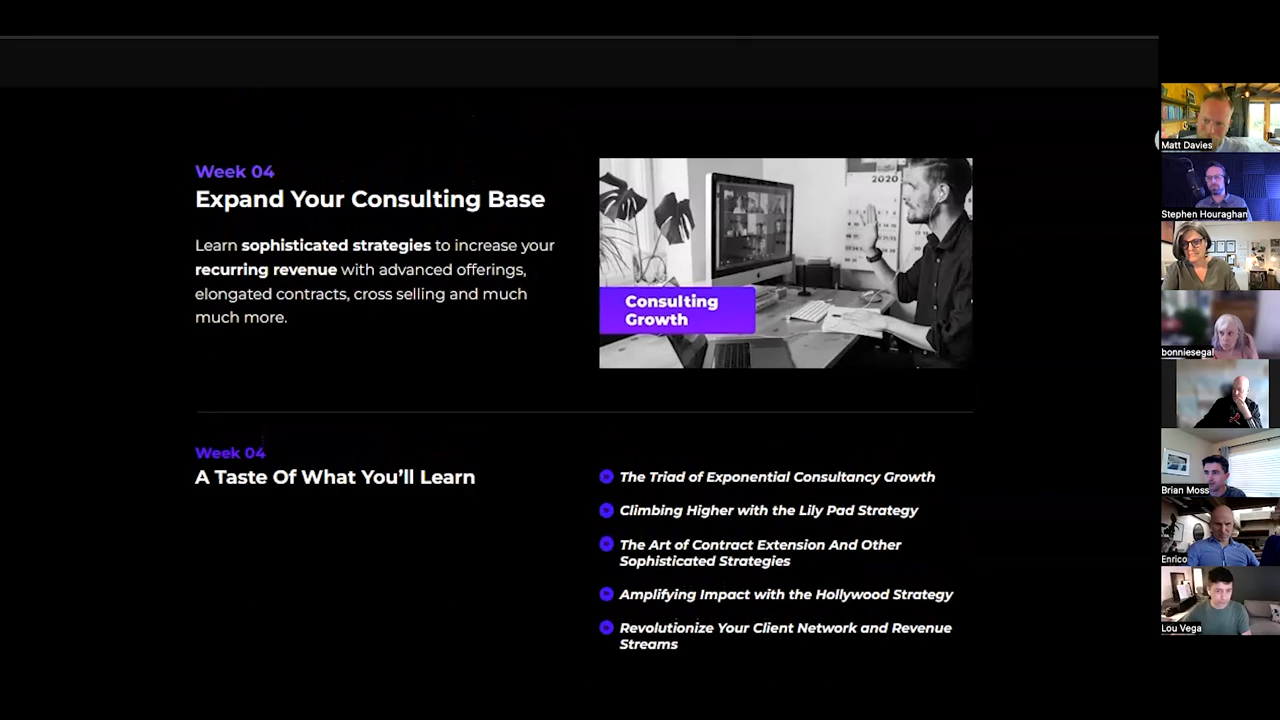 Week 04
Expand Your Consulting Base
Learn sophisticated strategies to increase your
recurring revenue with advanced offerings,
elongated contracts, cross selling and much
much more.
2020
Consulting
Growth
Week 04
A Taste Of What You’ll Learn
The Triad of Exponential Consultancy Growth
Climbing Higher with the Lily Pad Strategy
The Art of Contract Extension And Other
Sophisticated Strategies
Amplifying Impact with the Hollywood Strategy
Revolutionize Your Client Network and Revenue
Streams
Matt Davies
Stephen Houraghan
bonniesegal
Brian Moss
Enrico
Lou Vega